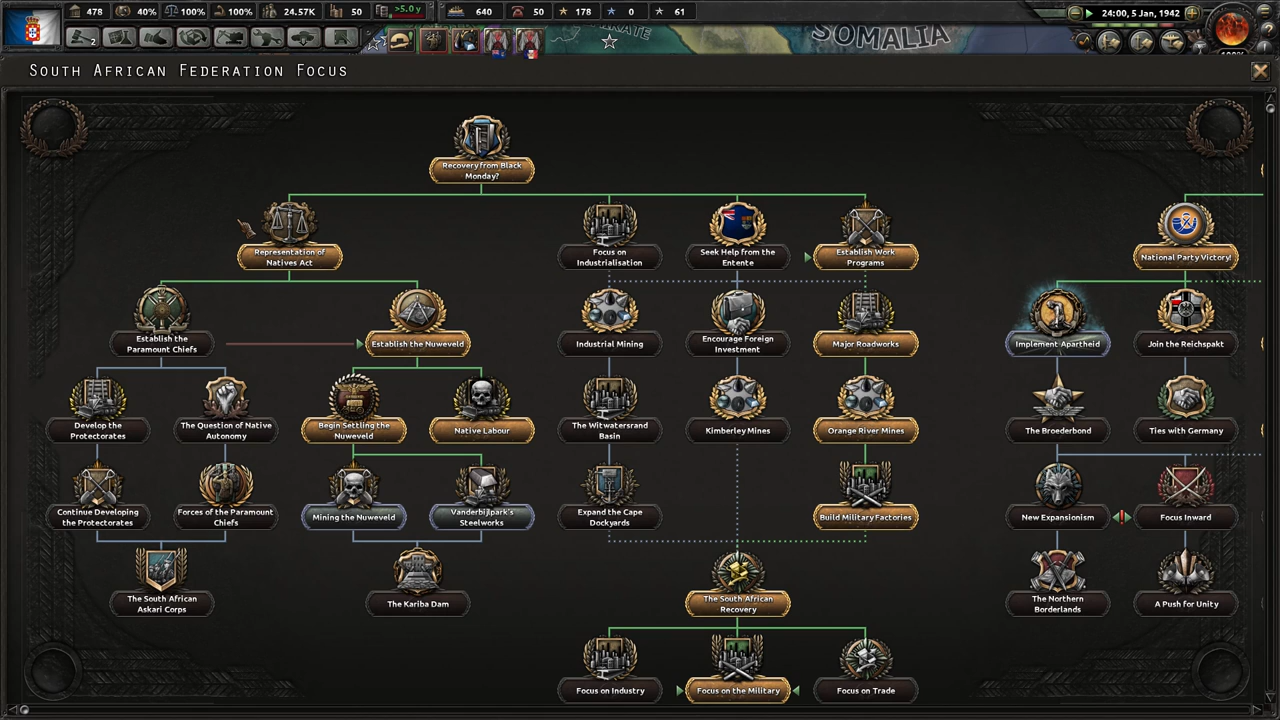 478 40% 100% 100% 24.57K 50 >5.0 y 640 50 178 0 61 24:00, 5 Jan, 1942
2
SOMALIA
100%
South African Federation Focus
Recovery from Black
Monday?
Representation of
Natives Act
Focus on
Industrialisation
Seek Help from the
Entente
Establish Work
Programs
National Party Victory!
Establish the
Paramount Chiefs
Establish the Nuweveld
Industrial Mining
Encourage Foreign
Investment
Major Roadworks
Implement Apartheid
Join the Reichspakt
Develop the
Protectorates
The Question of Native
Autonomy
Begin Settling the
Nuweveld
Native Labour
The Witwatersrand
Basin
Kimberley Mines
Orange River Mines
The Broederbond
Ties with Germany
Continue Developing
the Protectorates
Forces of the Paramount
Chiefs
Mining the Nuweveld
Vanderbijlpark's
Steelworks
Expand the Cape
Dockyards
Build Military Factories
New Expansionism
Focus Inward
The South African
Askari Corps
The Kariba Dam
The South African
Recovery
The Northern
Borderlands
A Push for Unity
Focus on Industry
Focus on the Military
Focus on Trade